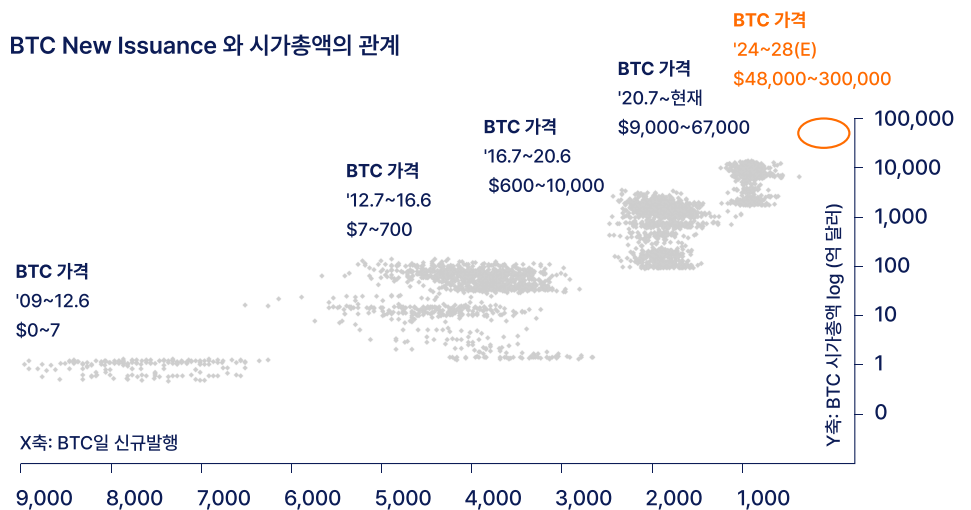 BTC New Issuance 와 시가총액의 관계
BTC 가격
'09~12.6
$0~7
BTC 가격
'12.7~16.6
$7~700
BTC 가격
'16.7~20.6
$600~10,000
BTC 가격
'20.7~현재
$9,000~67,000
BTC 가격
'24~28(E)
$48,000~300,000
100,000
10,000
1,000
100
10
1
0
Y축: BTC 시가총액 log (억 달러)
X축: BTC일 신규발행
9,000 8,000 7,000 6,000 5,000 4,000 3,000 2,000 1,000